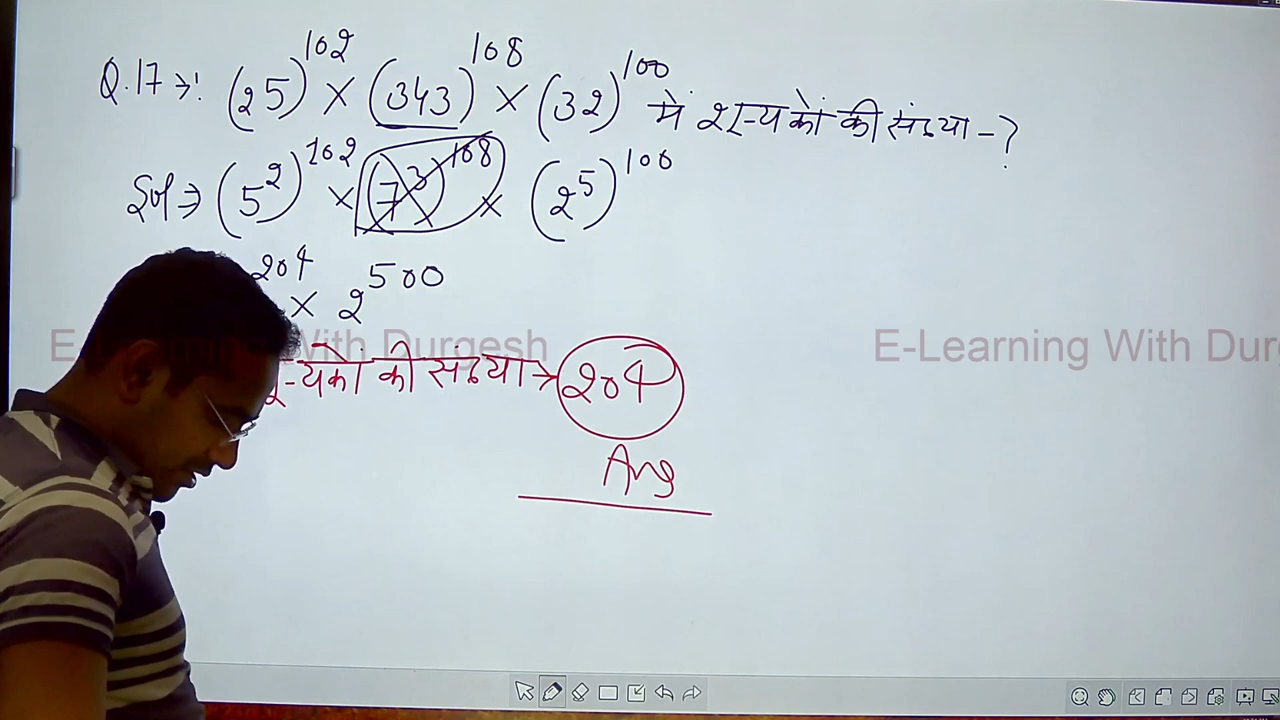 Q.17→: (25)^102 × (343)^108 × (32)^100 में शून्यकों की संख्या - ?
Sol ⇒ (5^2)^102 × (7^3)^108 × (2^5)^100
204 × 2^500
E-Learning With Durgesh
E-Learning With Dur
न्यकों की संख्या → 204
Ans